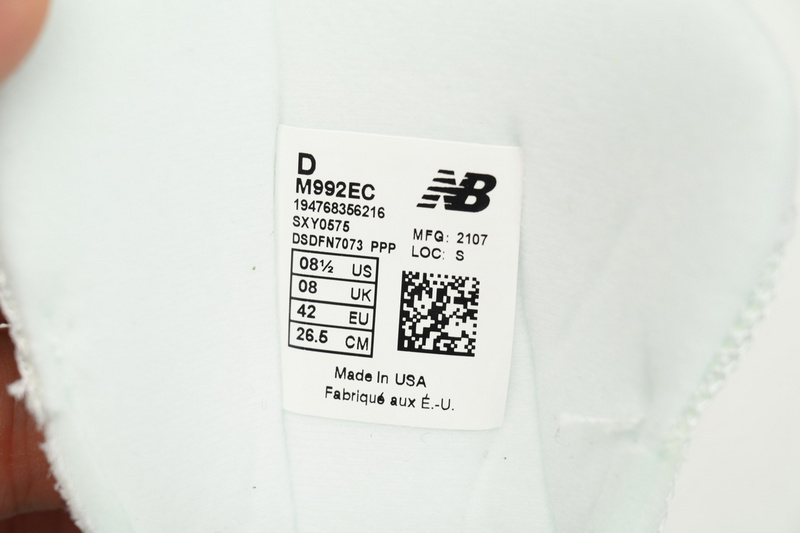 D
M992EC
194768356216
SXY0575
DSDFN7073 PPP
NB
MFG: 2107
LOC: S
08½ US
08 UK
42 EU
26.5 CM
Made In USA
Fabriqué aux É.-U.